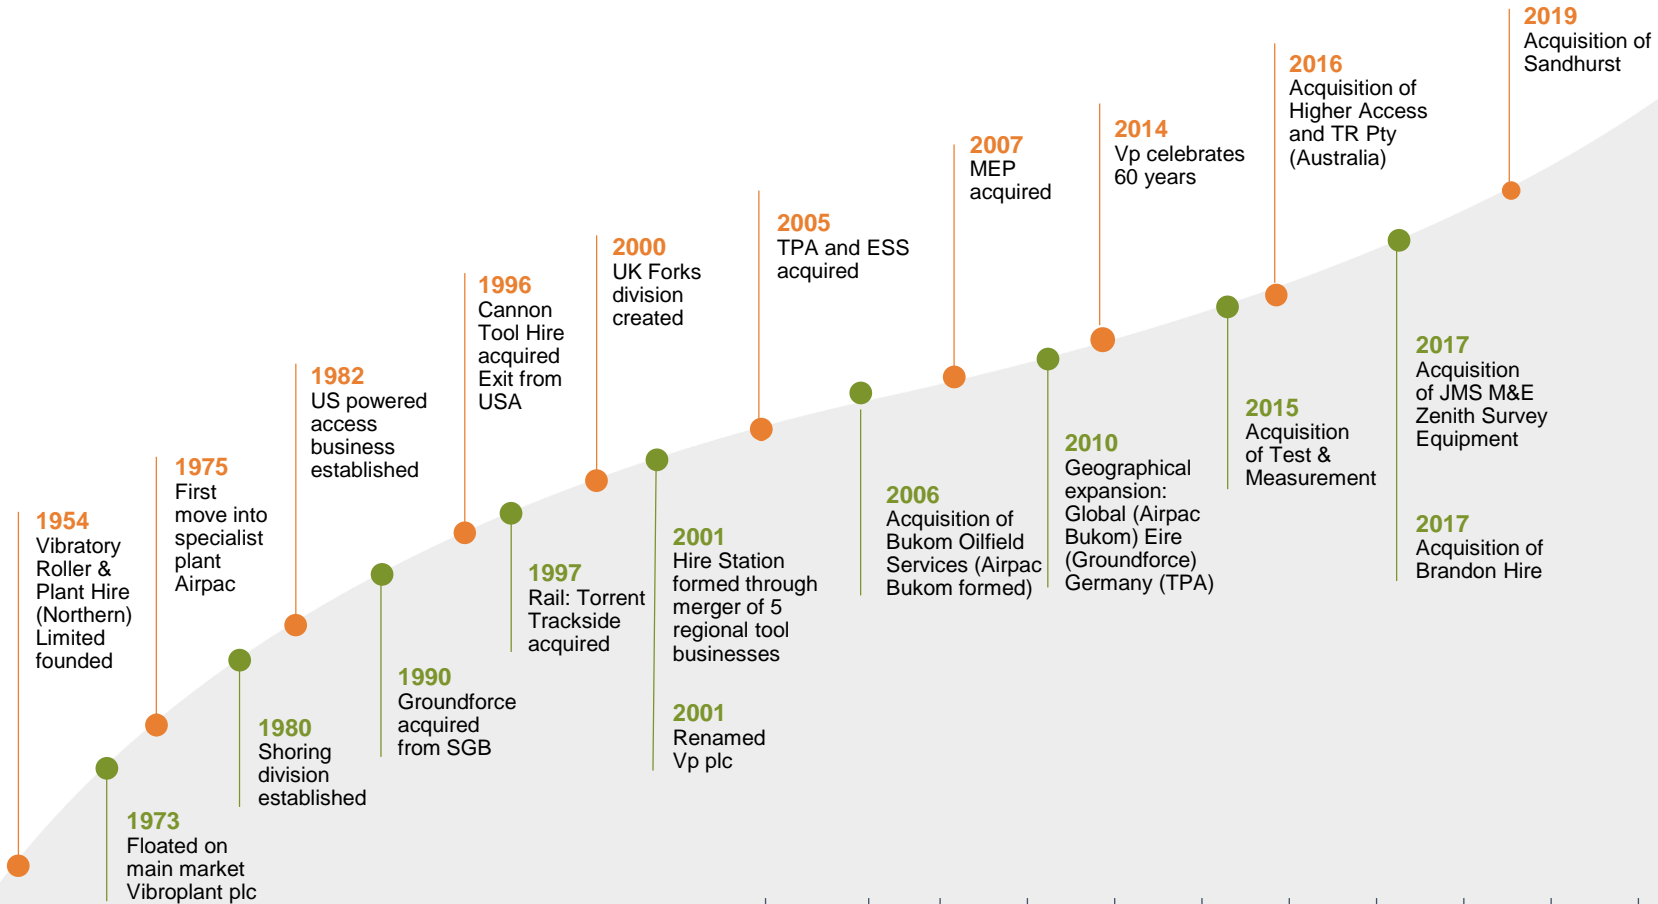 1954
Vibratory
Roller &
Plant Hire
(Northern)
Limited
founded
1973
Floated on
main market
Vibroplant plc
1975
First
move into
specialist
plant
Airpac
1980
Shoring
division
established
1982
US powered
access
business
established
1990
Groundforce
acquired
from SGB
1996
Cannon
Tool Hire
acquired
Exit from
USA
1997
Rail: Torrent
Trackside
acquired
2000
UK Forks
division
created
2001
Hire Station
formed through
merger of 5
regional tool
businesses
2001
Renamed
Vp plc
2005
TPA and ESS
acquired
2006
Acquisition of
Bukom Oilfield
Services (Airpac
Bukom formed)
2007
MEP
acquired
2010
Geographical
expansion:
Global (Airpac
Bukom) Eire
(Groundforce)
Germany (TPA)
2014
Vp celebrates
60 years
2015
Acquisition
of Test &
Measurement
2016
Acquisition of
Higher Access
and TR Pty
(Australia)
2017
Acquisition
of JMS M&E
Zenith Survey
Equipment
2017
Acquisition of
Brandon Hire
2019
Acquisition of
Sandhurst